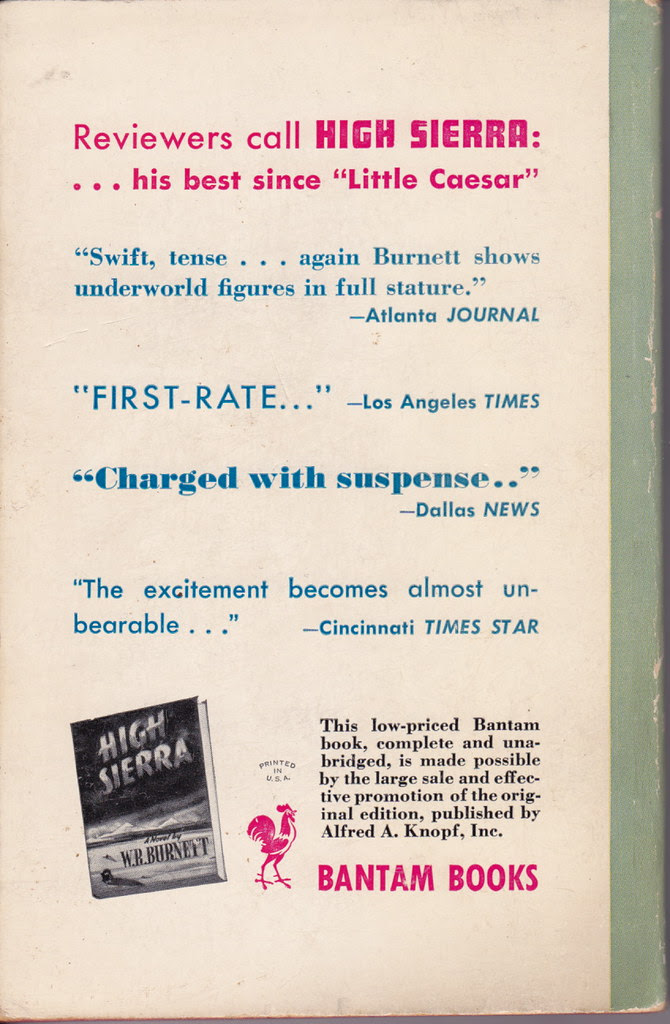 Reviewers call HIGH SIERRA:
. . . his best since “Little Caesar”
“Swift, tense . . . again Burnett shows
underworld figures in full stature.”
—Atlanta JOURNAL
"FIRST-RATE..." —Los Angeles TIMES
“Charged with suspense..”
—Dallas NEWS
“The excitement becomes almost un-
bearable . . .” —Cincinnati TIMES STAR
HIGH
SIERRA
A Novel by
W.R. BURNETT
PRINTED
IN
U.S.A.
This low-priced Bantam
book, complete and una-
bridged, is made possible
by the large sale and effec-
tive promotion of the orig-
inal edition, published by
Alfred A. Knopf, Inc.
BANTAM BOOKS